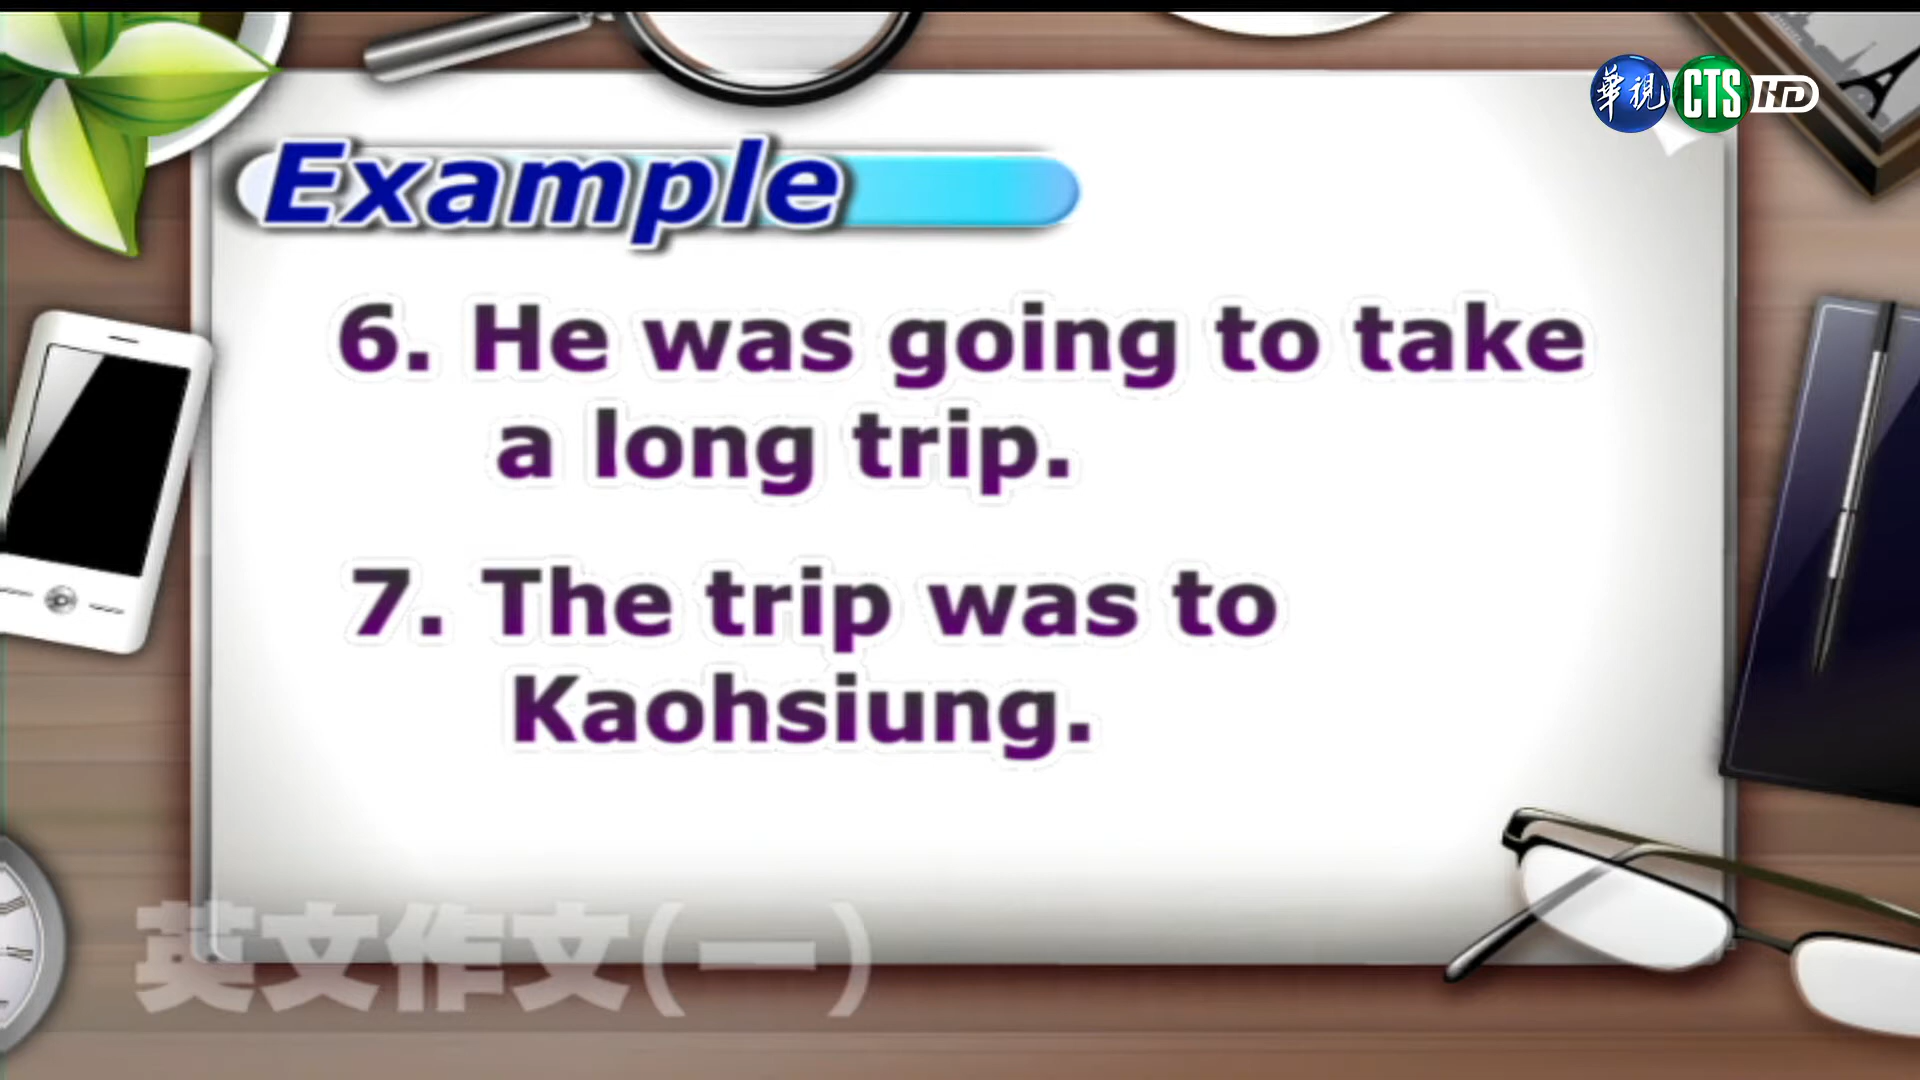 華視 CTS HD
Example
6. He was going to take
a long trip.
7. The trip was to
Kaohsiung.
英文作文(一)